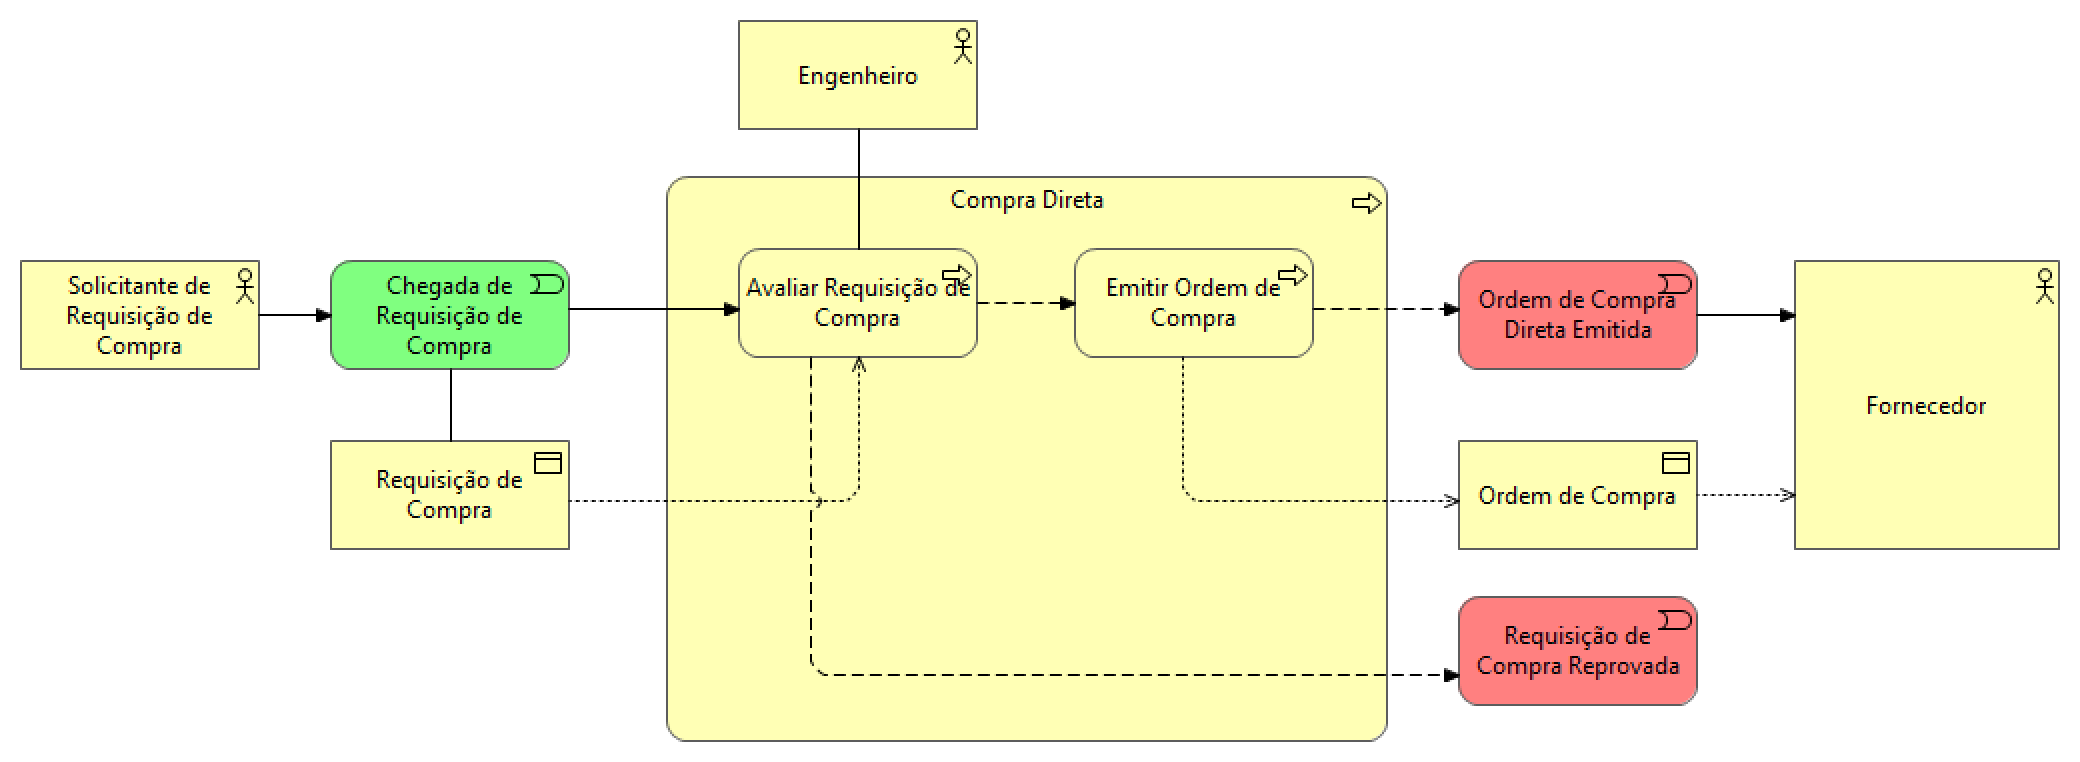 Engenheiro
Compra Direta
Solicitante de
Requisição de
Compra
Chegada de
Requisição de
Compra
Avaliar Requisição de
Compra
Emitir Ordem de
Compra
Ordem de Compra
Direta Emitida
Fornecedor
Requisição de
Compra
Ordem de Compra
Requisição de
Compra Reprovada